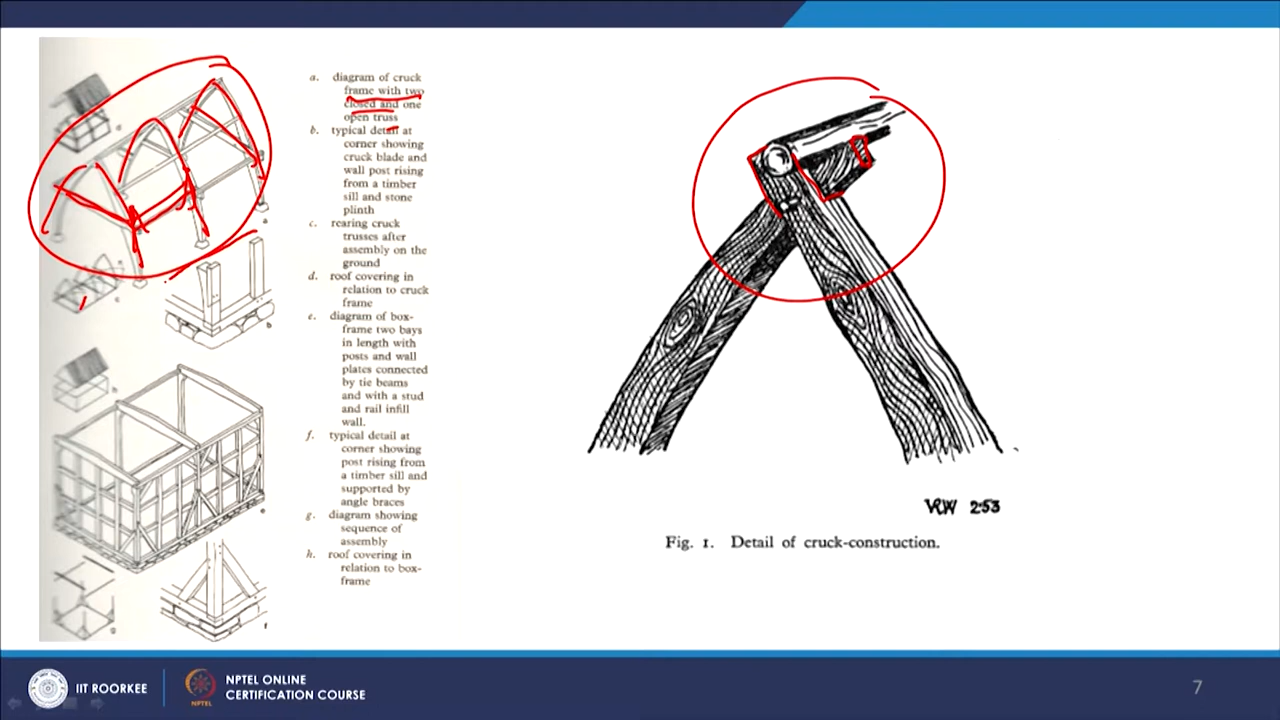 a. diagram of cruck
frame with two
closed and one
open truss
b. typical detail at
corner showing
cruck blade and
wall post rising
from a timber
sill and stone
plinth
c. rearing cruck
trusses after
assembly on the
ground
d. roof covering in
relation to cruck
frame
e. diagram of box-
frame two bays
in length with
posts and wall
plates connected
by tie beams
and with a stud
and rail infill
wall.
f. typical detail at
corner showing
post rising from
a timber sill and
supported by
angle braces
g. diagram showing
sequence of
assembly
h. roof covering in
relation to box-
frame
a
b
e
f
VRW 2·53
Fig. 1. Detail of cruck-construction.
IIT ROORKEE
NPTEL
NPTEL ONLINE
CERTIFICATION COURSE
7